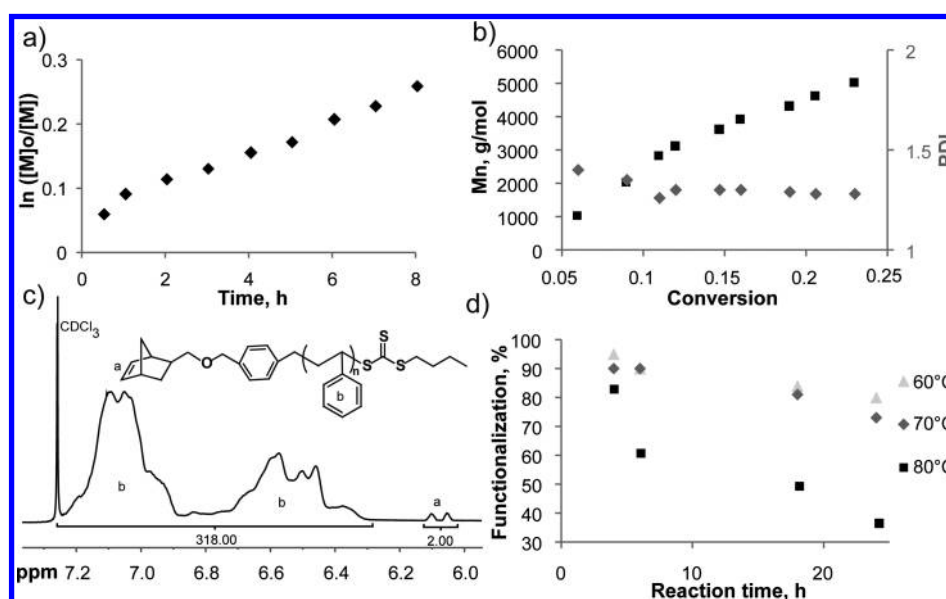 a)
ln ([M]o/[M])
0.3
0.2
0.1
0
0 2 4 6 8
Time, h
b)
Mn, g/mol
6000
5000
4000
3000
2000
1000
0
2
1.5
1
0.05 0.1 0.15 0.2 0.25
Conversion
c)
CDCl3
a
O
n
S
S
S
b
b
b
a
318.00
2.00
ppm 7.2 7.0 6.8 6.6 6.4 6.2 6.0
d)
Functionalization, %
100
90
80
70
60
50
40
30
0 10 20
Reaction time, h
60°C
70°C
80°C